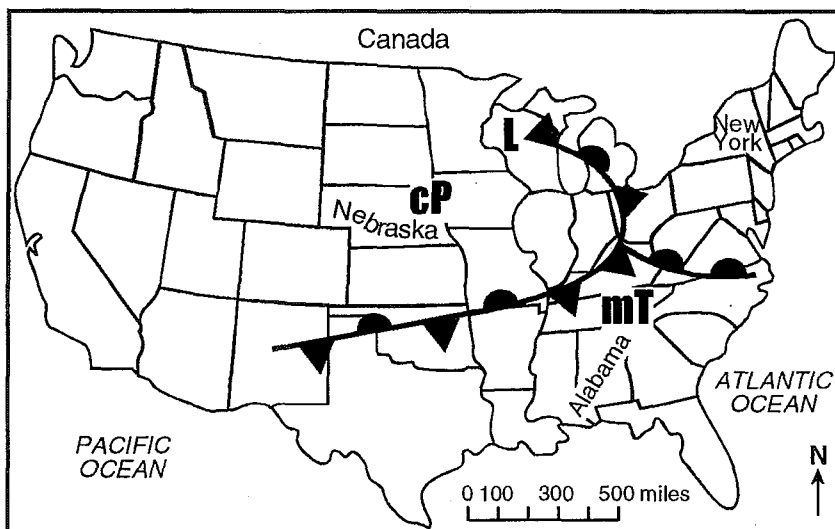 Canada
L
New
York
cP
Nebraska
mT
Alabama
ATLANTIC
OCEAN
PACIFIC
OCEAN
N
0 100 300 500 miles